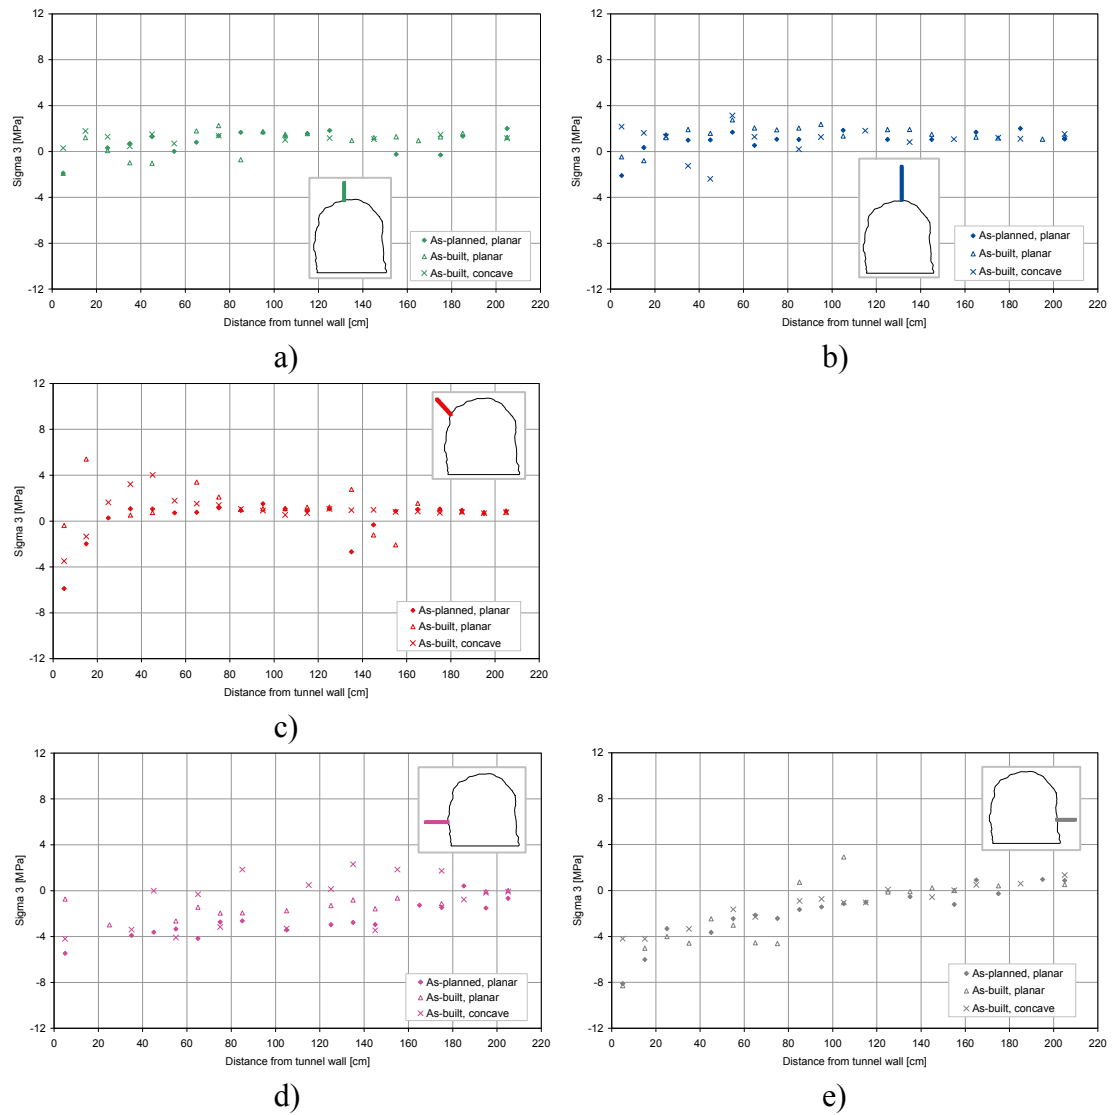 12
8
4
0
-4
-8
-12
Sigma 3 [MPa]
0 20 40 60 80 100 120 140 160 180 200 220
Distance from tunnel wall [cm]
As-planned, planar
As-built, planar
As-built, concave
a)
12
8
4
0
-4
-8
-12
Sigma 3 [MPa]
0 20 40 60 80 100 120 140 160 180 200 220
Distance from tunnel wall [cm]
As-planned, planar
As-built, planar
As-built, concave
b)
12
8
4
0
-4
-8
-12
Sigma 3 [MPa]
0 20 40 60 80 100 120 140 160 180 200 220
Distance from tunnel wall [cm]
As-planned, planar
As-built, planar
As-built, concave
c)
12
8
4
0
-4
-8
-12
Sigma 3 [MPa]
0 20 40 60 80 100 120 140 160 180 200 220
Distance from tunnel wall [cm]
As-planned, planar
As-built, planar
As-built, concave
d)
12
8
4
0
-4
-8
-12
Sigma 3 [MPa]
0 20 40 60 80 100 120 140 160 180 200 220
Distance from tunnel wall [cm]
As-planned, planar
As-built, planar
As-built, concave
e)